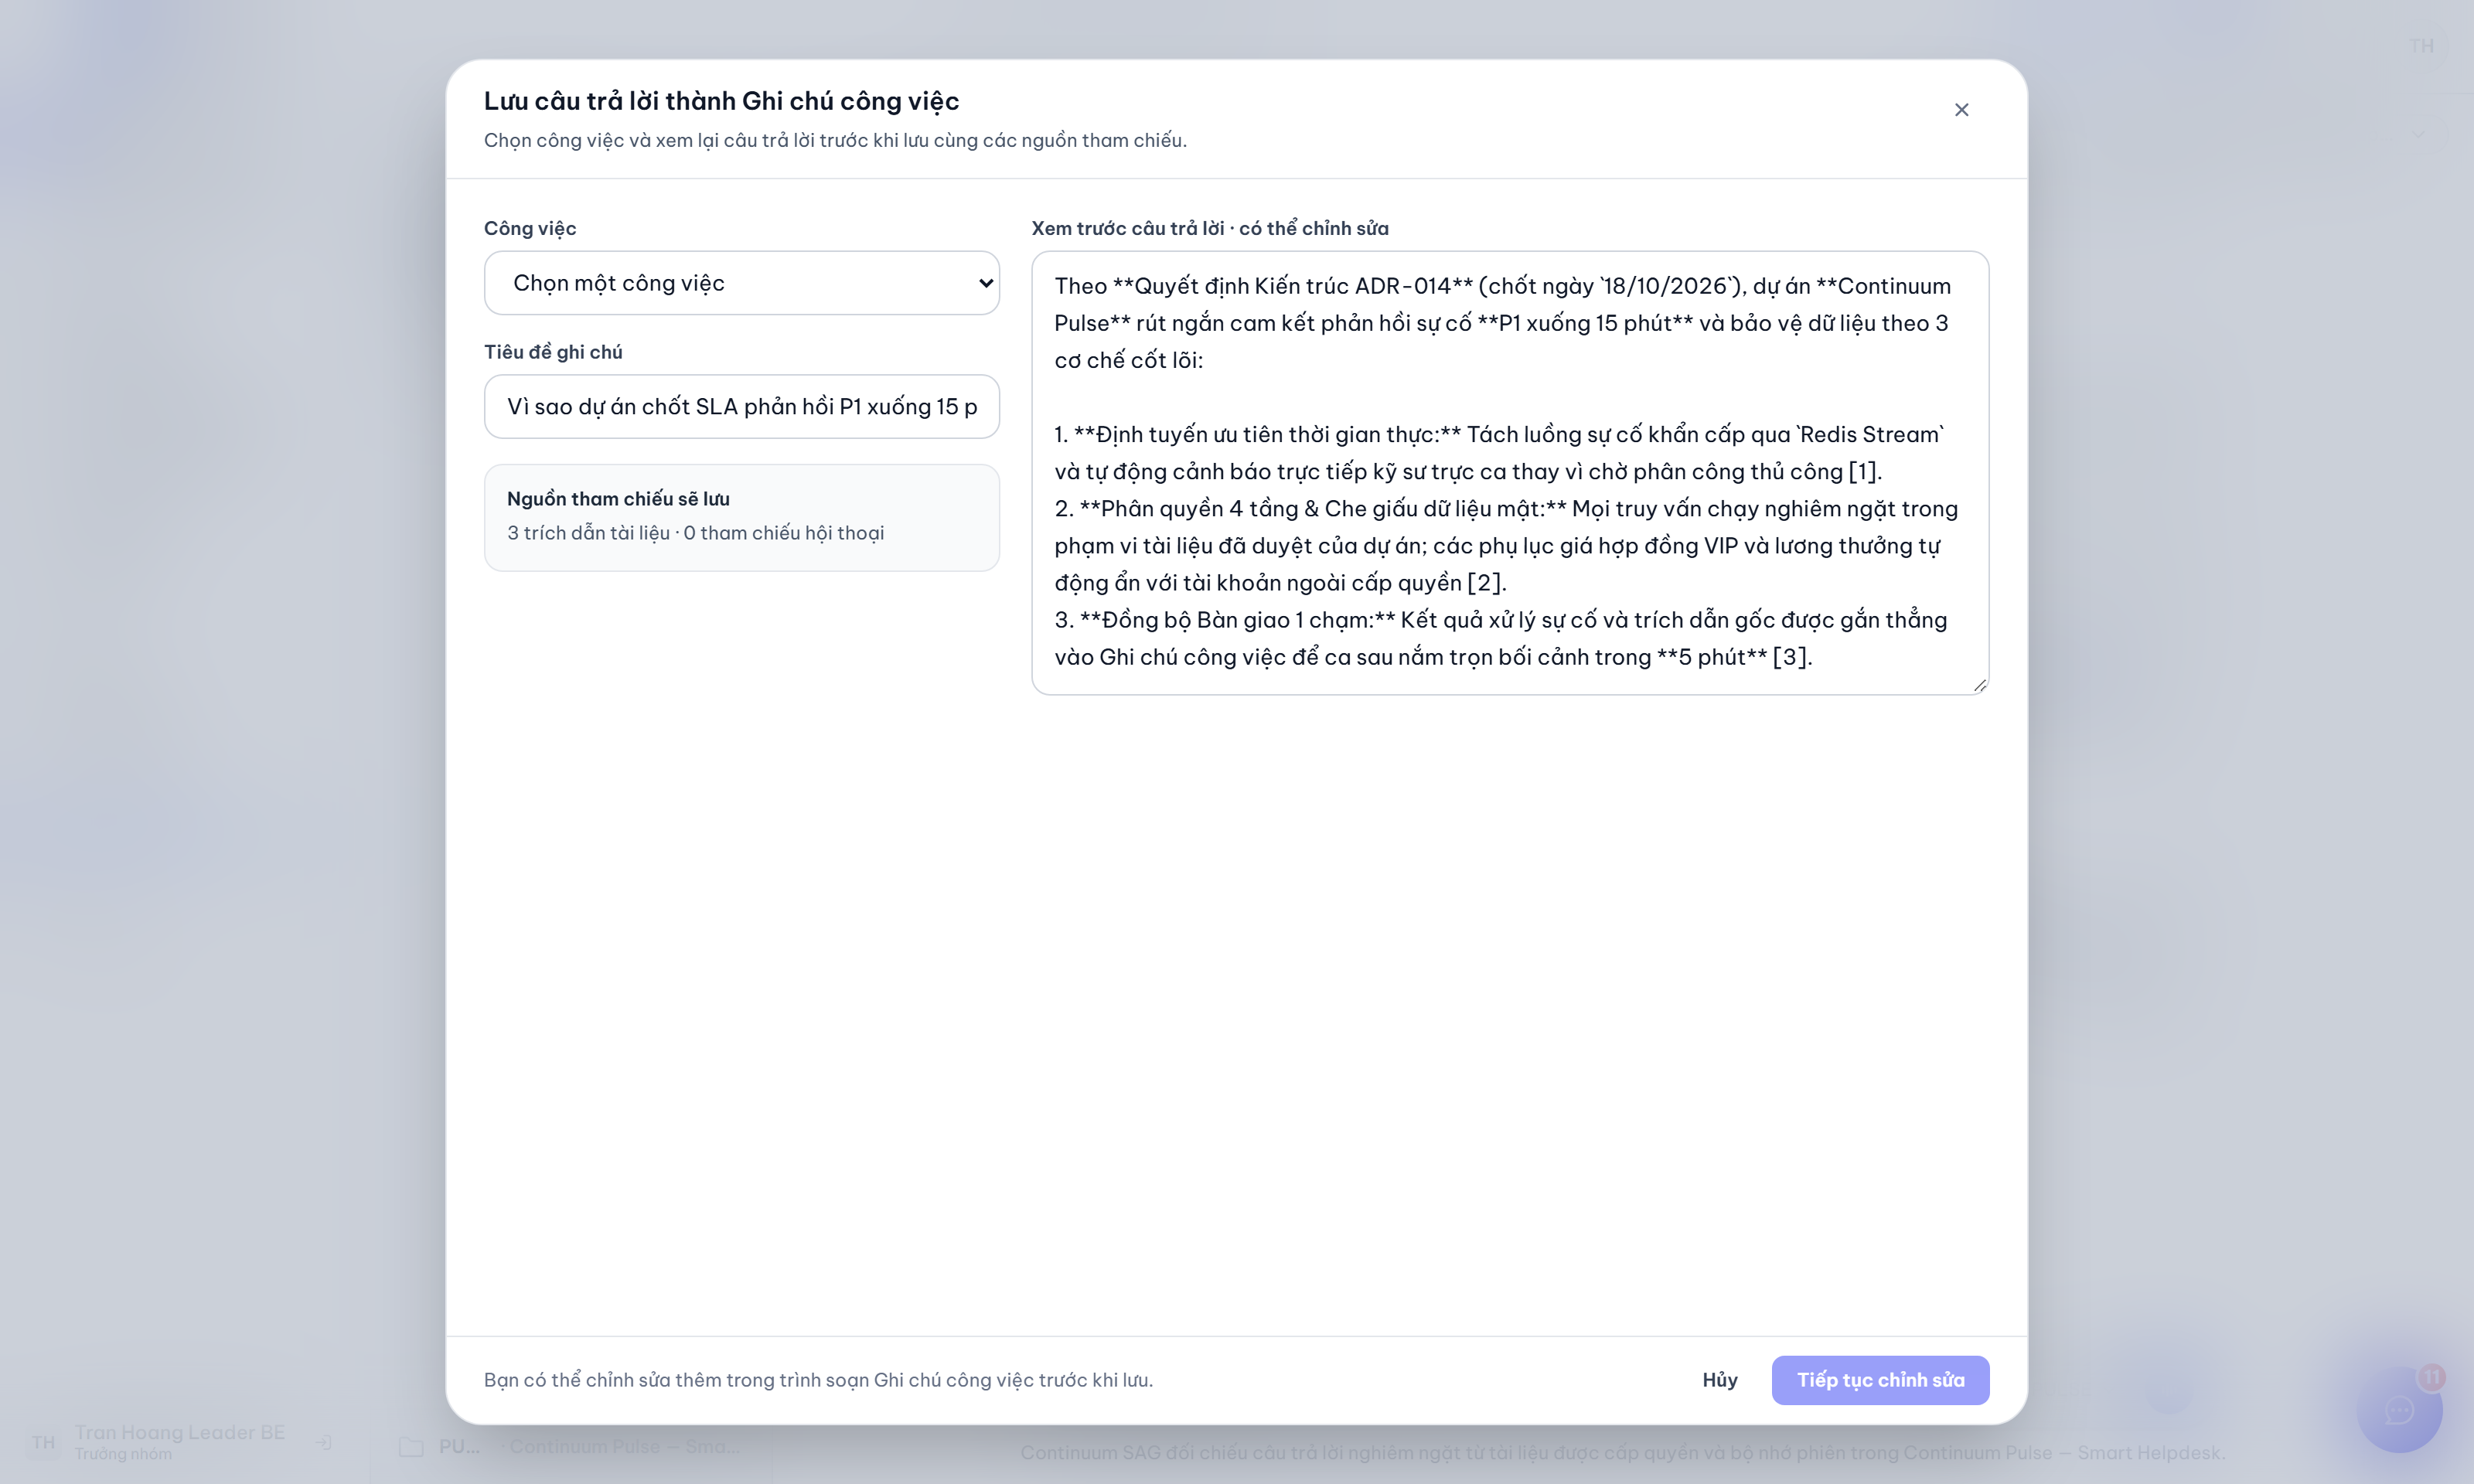 TH
Lưu câu trả lời thành Ghi chú công việc
Chọn công việc và xem lại câu trả lời trước khi lưu cùng các nguồn tham chiếu.
Công việc
Chọn một công việc
Tiêu đề ghi chú
Vì sao dự án chốt SLA phản hồi P1 xuống 15 p
Nguồn tham chiếu sẽ lưu
3 trích dẫn tài liệu · 0 tham chiếu hội thoại
Xem trước câu trả lời · có thể chỉnh sửa
Theo **Quyết định Kiến trúc ADR-014** (chốt ngày `18/10/2026`), dự án **Continuum
Pulse** rút ngắn cam kết phản hồi sự cố **P1 xuống 15 phút** và bảo vệ dữ liệu theo 3
cơ chế cốt lõi:
1. **Định tuyến ưu tiên thời gian thực:** Tách luồng sự cố khẩn cấp qua `Redis Stream`
và tự động cảnh báo trực tiếp kỹ sư trực ca thay vì chờ phân công thủ công [1].
2. **Phân quyền 4 tầng & Che giấu dữ liệu mật:** Mọi truy vấn chạy nghiêm ngặt trong
phạm vi tài liệu đã duyệt của dự án; các phụ lục giá hợp đồng VIP và lương thưởng tự
động ẩn với tài khoản ngoài cấp quyền [2].
3. **Đồng bộ Bàn giao 1 chạm:** Kết quả xử lý sự cố và trích dẫn gốc được gắn thẳng
vào Ghi chú công việc để ca sau nắm trọn bối cảnh trong **5 phút** [3].
Bạn có thể chỉnh sửa thêm trong trình soạn Ghi chú công việc trước khi lưu.
Hủy
Tiếp tục chỉnh sửa
11
TH
Tran Hoang Leader BE
Trưởng nhóm
PU... · Continuum Pulse — Sma...
Continuum SAG đối chiếu câu trả lời nghiêm ngặt từ tài liệu được cấp quyền và bộ nhớ phiên trong Continuum Pulse — Smart Helpdesk.